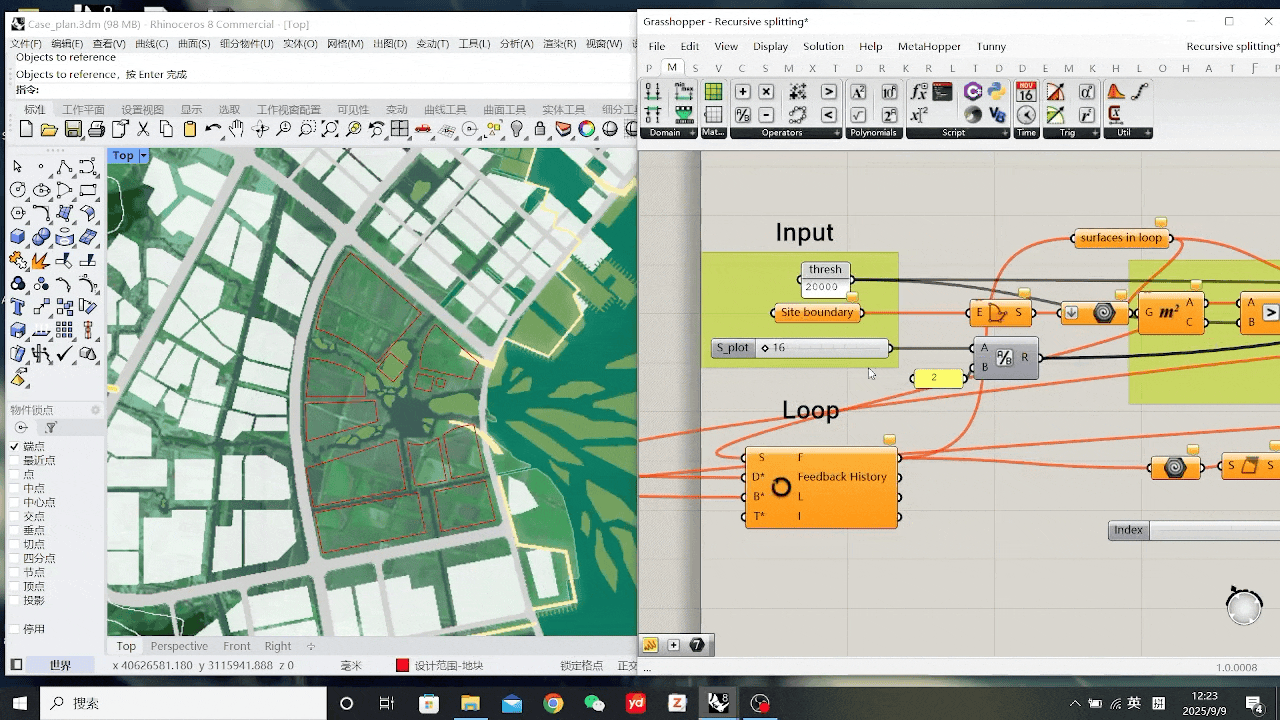 Case_plan.3dm (98 MB) - Rhinoceros 8 Commercial - [Top]
文件(F) 编辑(E) 查看(V) 曲线(C) 曲面(S) 细分物件(U) 实体(O) 网格(M) 出图(D) 变动(T) 工具(L) 分析(A) 渲染(R) 视窗(W)
Objects to reference
Objects to reference，按 Enter 完成
指令:
标准 工作平面 设置视图 显示 选取 工作视窗配置 可见性 变动 曲线工具 曲面工具 实体工具 细分工
Top
物件锁点
端点
最近点
中点
中心点
交点
垂点
切点
四分点
节点
顶点
投影
停用
Top Perspective Front Right
世界 x 40626581.180 y 3115941.888 z 0 毫米 设计范围-地块 锁定格点 正交
Grasshopper - Recursive splitting*
File Edit View Display Solution Help MetaHopper Tunny Recursive splitting*
P M S V C S M X T D R K R L T D E M K U B H L O H A T F P
Domain Mat... Operators Polynomials Script Time Trig Util
NOV
16
Input
thresh
20000
Site boundary
S_plot 16
2
E S
A
B
R
A/B
surfaces in loop
G m² A
C
A
B
Loop
S F
D* Feedback History
B* L
T* I
S S
Index
...
1.0.0008
搜索
英 拼
12:23
2025/9/9